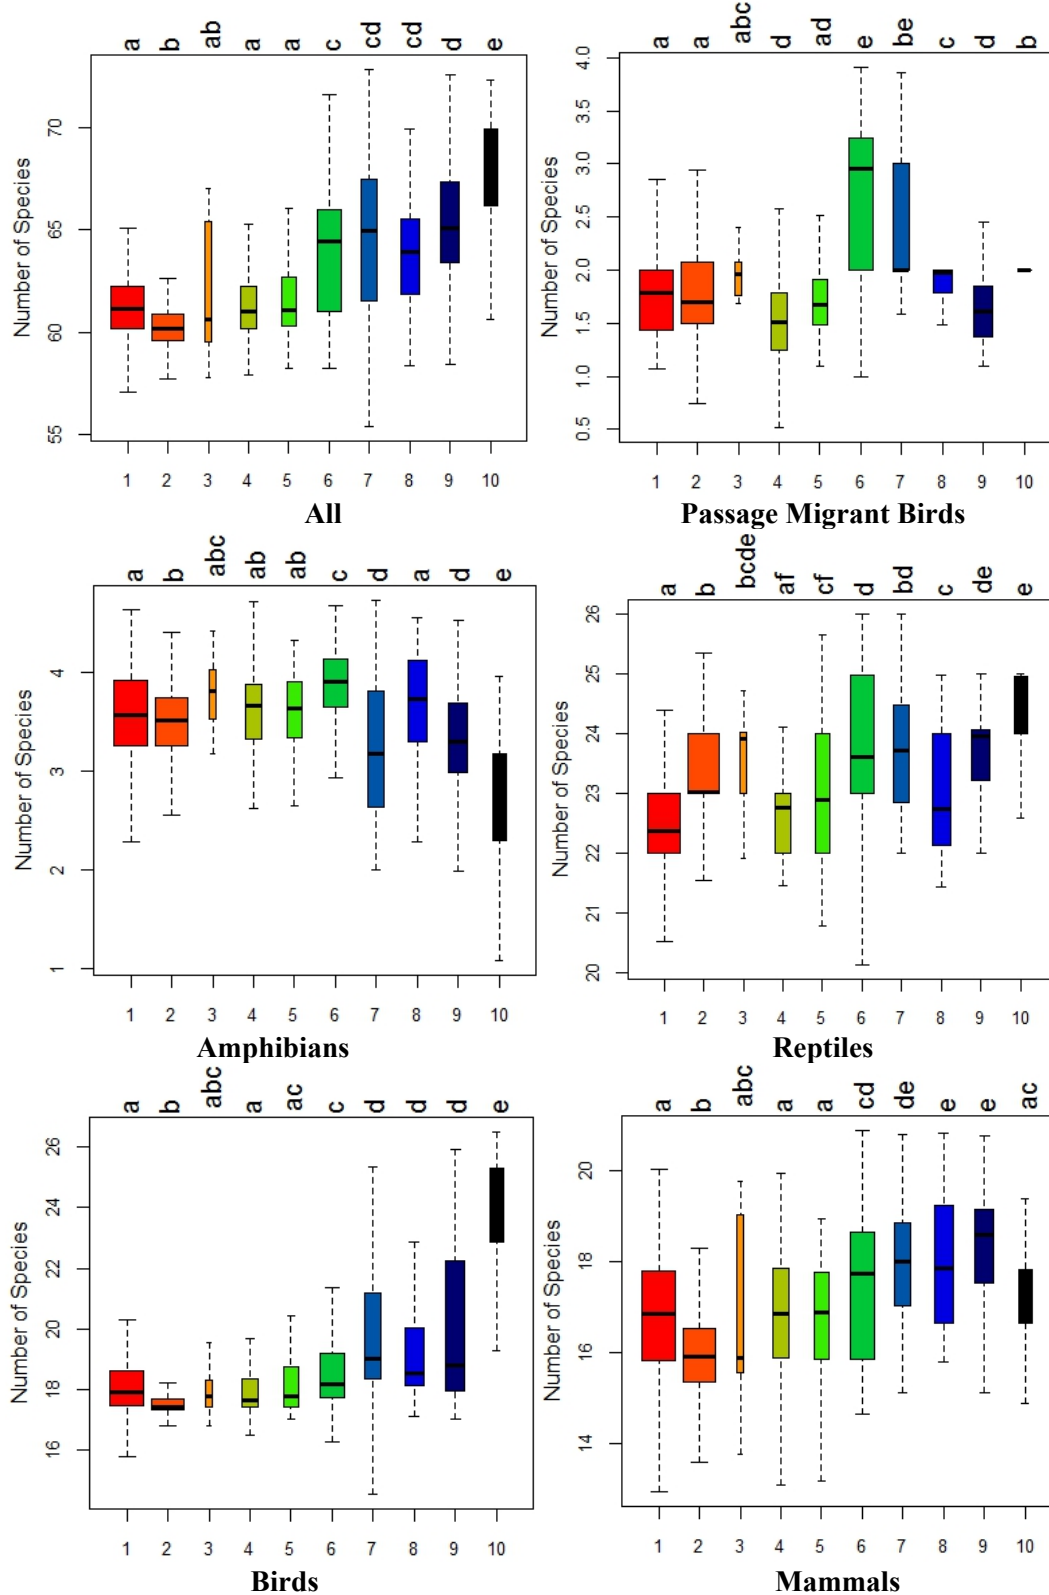 a b ab a a c cd cd d e
Number of Species
70
65
60
55
1 2 3 4 5 6 7 8 9 10
All
a a abc d ad e be c d b
Number of Species
4.0
3.5
3.0
2.5
2.0
1.5
1.0
0.5
1 2 3 4 5 6 7 8 9 10
Passage Migrant Birds
a b abc ab ab c d a d e
Number of Species
4
3
2
1
1 2 3 4 5 6 7 8 9 10
Amphibians
a b bcde af cf d bd c de e
Number of Species
26
25
24
23
22
21
20
1 2 3 4 5 6 7 8 9 10
Reptiles
a b abc a ac c d d d e
Number of Species
26
24
22
20
18
16
1 2 3 4 5 6 7 8 9 10
Birds
a b abc a a cd de e e ac
Number of Species
20
18
16
14
1 2 3 4 5 6 7 8 9 10
Mammals